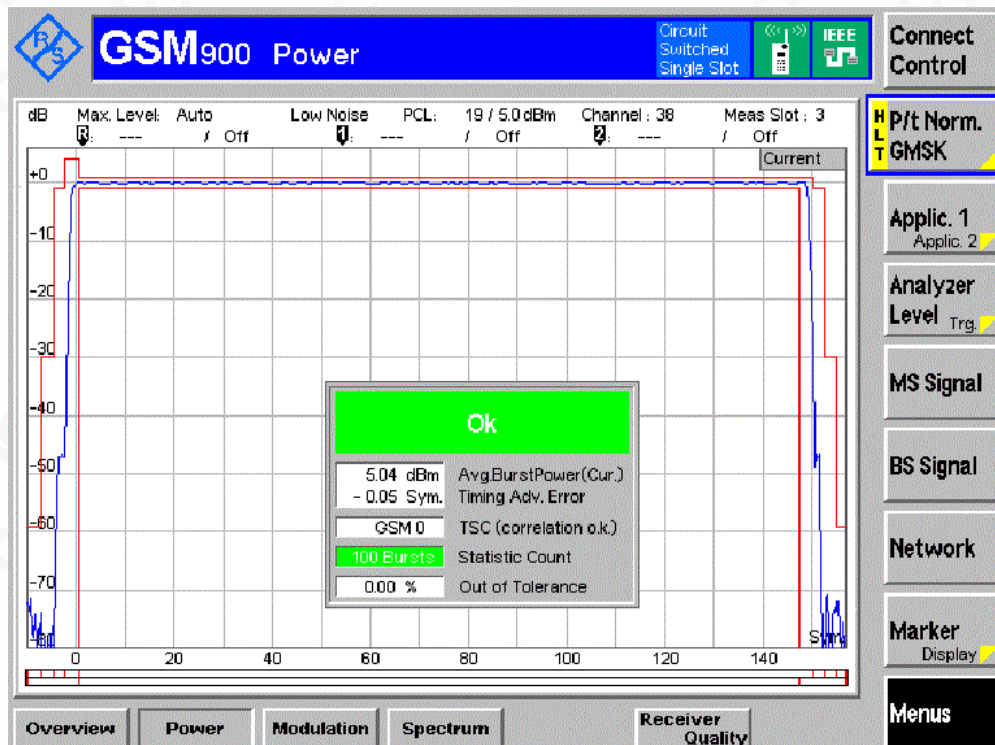 R S
GSM900 Power
Circuit
Switched
Single Slot
IEEE
Connect
Control
dB Max. Level: Auto Low Noise PCL: 19 / 5.0 dBm Channel : 38 Meas Slot : 3
R: --- / Off 1: --- / Off 2: --- / Off
Current
HLT
P/t Norm.
GMSK
+0
-10
-20
-30
-40
-50
-60
-70
-80
Applic. 1
Applic. 2
Analyzer
Level Trg.
MS Signal
BS Signal
Network
Marker
Display
Menus
Ok
5.04 dBm Avg.BurstPower(Cur.)
- 0.05 Sym. Timing Adv. Error
GSM 0 TSC (correlation o.k.)
100 Bursts Statistic Count
0.00 % Out of Tolerance
Sym.
0 20 40 60 80 100 120 140
Overview Power Modulation Spectrum Receiver
Quality